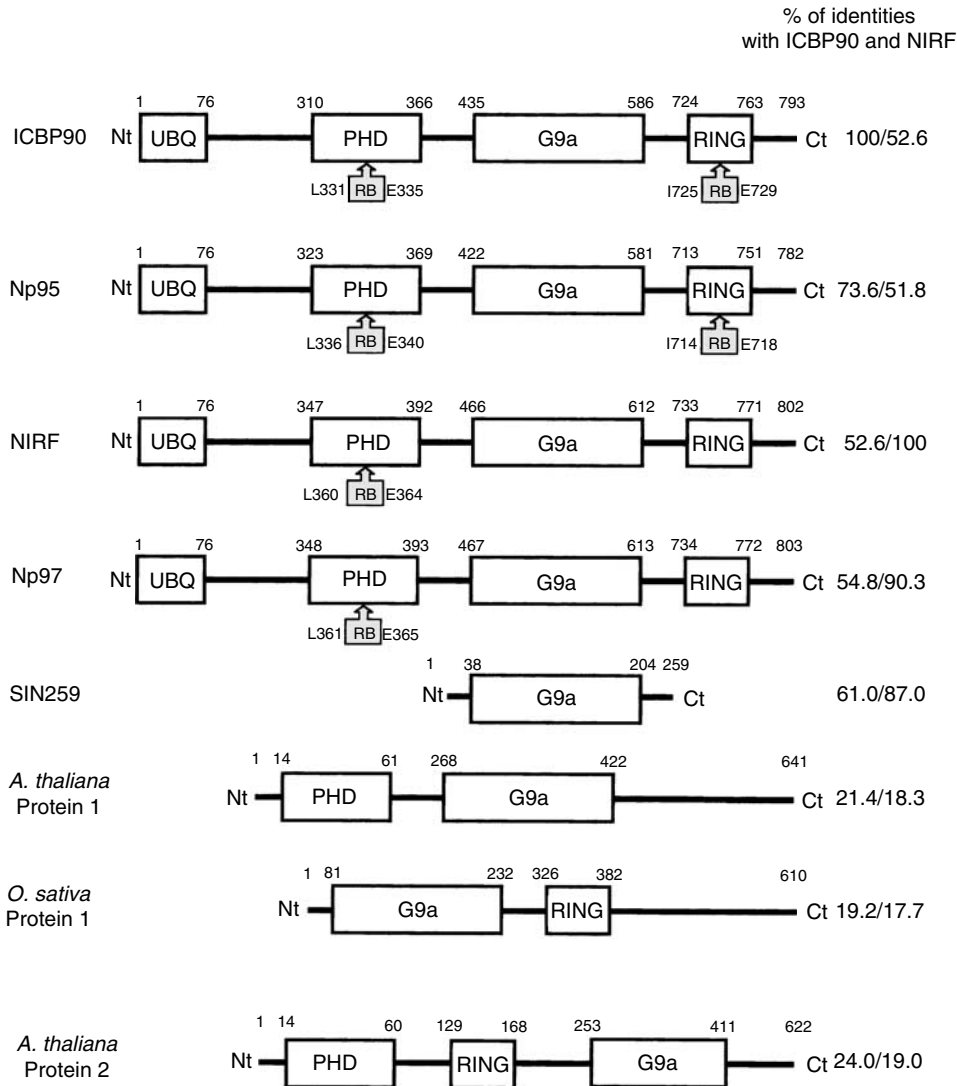 % of identities
with ICBP90 and NIRF
1 76 310 366 435 586 724 763 793
ICBP90 Nt UBQ PHD G9a RING Ct 100/52.6
L331 RB E335 I725 RB E729
1 76 323 369 422 581 713 751 782
Np95 Nt UBQ PHD G9a RING Ct 73.6/51.8
L336 RB E340 I714 RB E718
1 76 347 392 466 612 733 771 802
NIRF Nt UBQ PHD G9a RING Ct 52.6/100
L360 RB E364
1 76 348 393 467 613 734 772 803
Np97 Nt UBQ PHD G9a RING Ct 54.8/90.3
L361 RB E365
1 38 204 259
SIN259 Nt G9a Ct 61.0/87.0
1 14 61 268 422 641
A. thaliana
Protein 1 Nt PHD G9a Ct 21.4/18.3
1 81 232 326 382 610
O. sativa
Protein 1 Nt G9a RING Ct 19.2/17.7
1 14 60 129 168 253 411 622
A. thaliana
Protein 2 Nt PHD RING G9a Ct 24.0/19.0